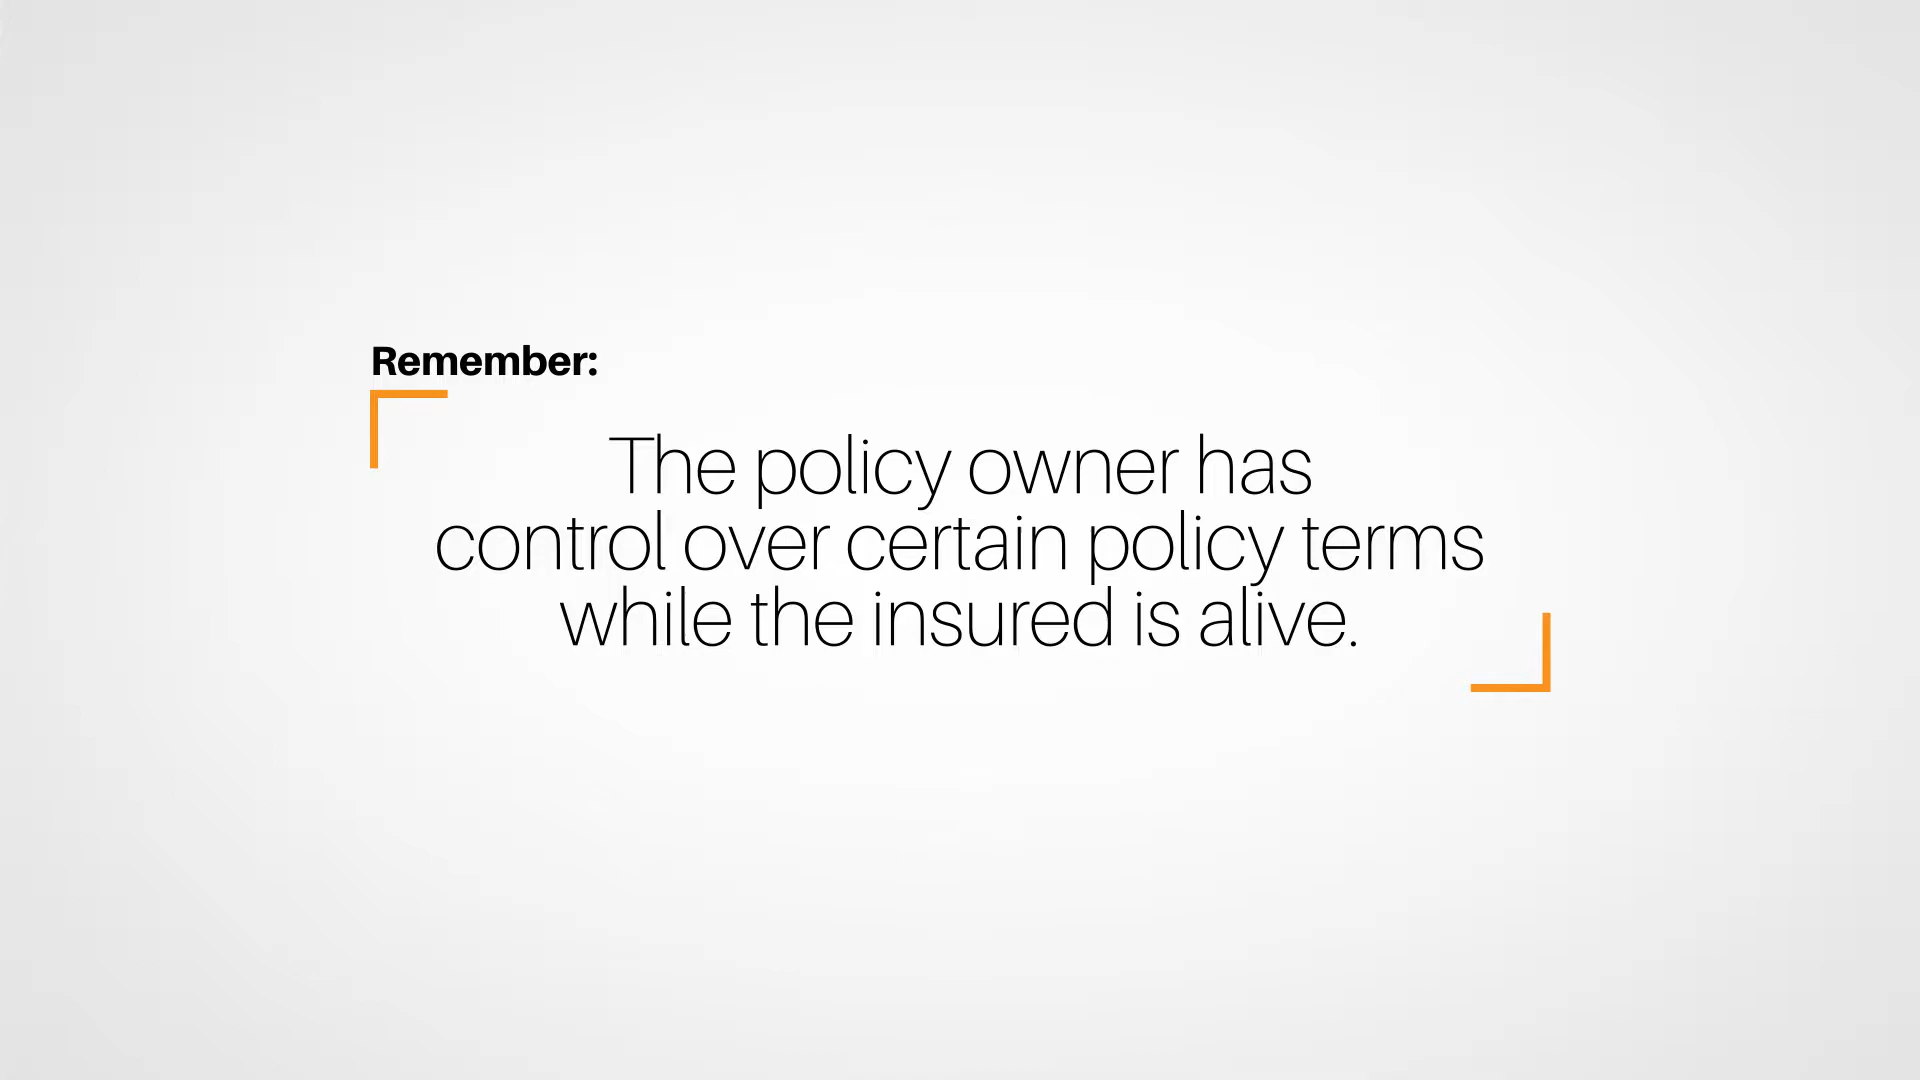 Remember:
The policy owner has
control over certain policy terms
while the insured is alive.